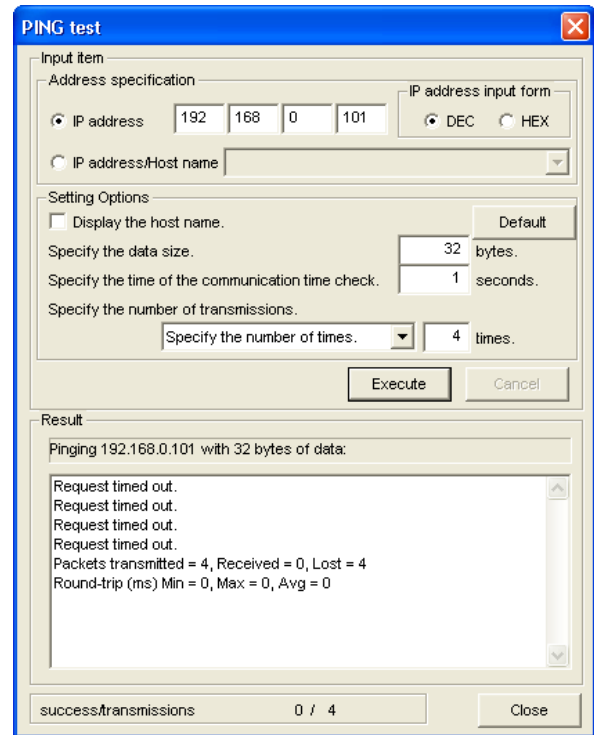 PING test
Input item
Address specification
IP address input form
IP address 192 168 0 101 DEC HEX
IP address/Host name
Setting Options
Display the host name. Default
Specify the data size. 32 bytes.
Specify the time of the communication time check. 1 seconds.
Specify the number of transmissions.
Specify the number of times. 4 times.
Execute Cancel
Result
Pinging 192.168.0.101 with 32 bytes of data:
Request timed out.
Request timed out.
Request timed out.
Request timed out.
Packets transmitted = 4, Received = 0, Lost = 4
Round-trip (ms) Min = 0, Max = 0, Avg = 0
success/transmissions 0 / 4 Close